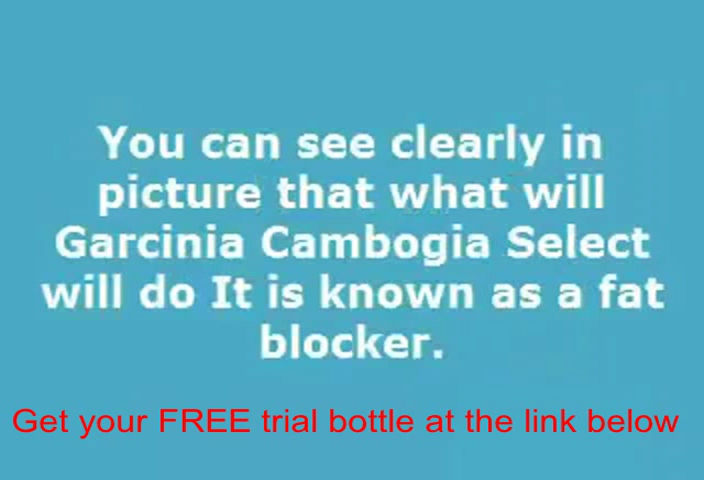 You can see clearly in
picture that what will
Garcinia Cambogia Select
will do It is known as a fat
blocker.
Get your FREE trial bottle at the link below